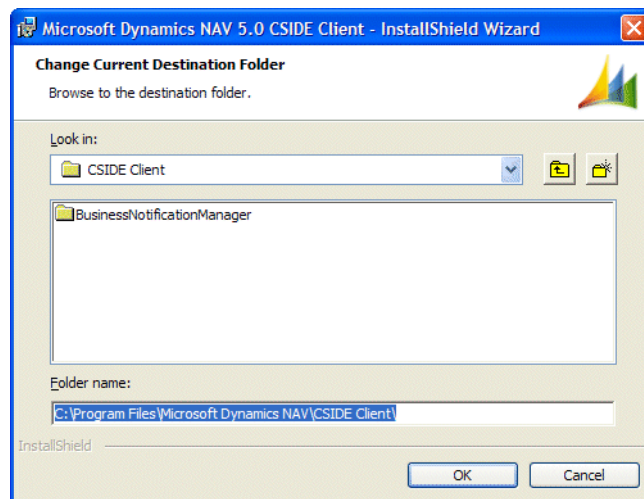 Microsoft Dynamics NAV 5.0 CSIDE Client - InstallShield Wizard
Change Current Destination Folder
Browse to the destination folder.
Look in:
CSIDE Client
BusinessNotificationManager
Folder name:
C:\Program Files\Microsoft Dynamics NAV\CSIDE Client\
InstallShield
OK Cancel